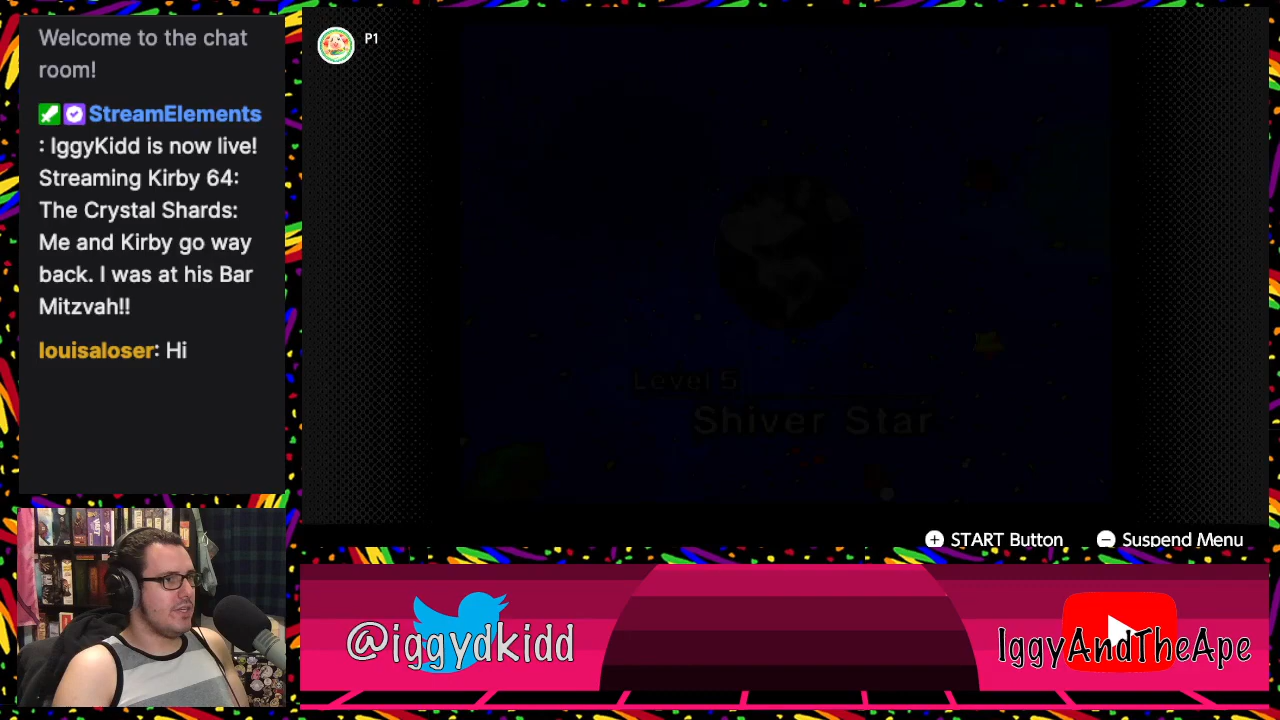 Welcome to the chat
room!
StreamElements
: IggyKidd is now live!
Streaming Kirby 64:
The Crystal Shards:
Me and Kirby go way
back. I was at his Bar
Mitzvah!!
louisaloser: Hi
P1
Level 5
Shiver Star
START Button
Suspend Menu
@iggydkidd
IggyAndTheApe